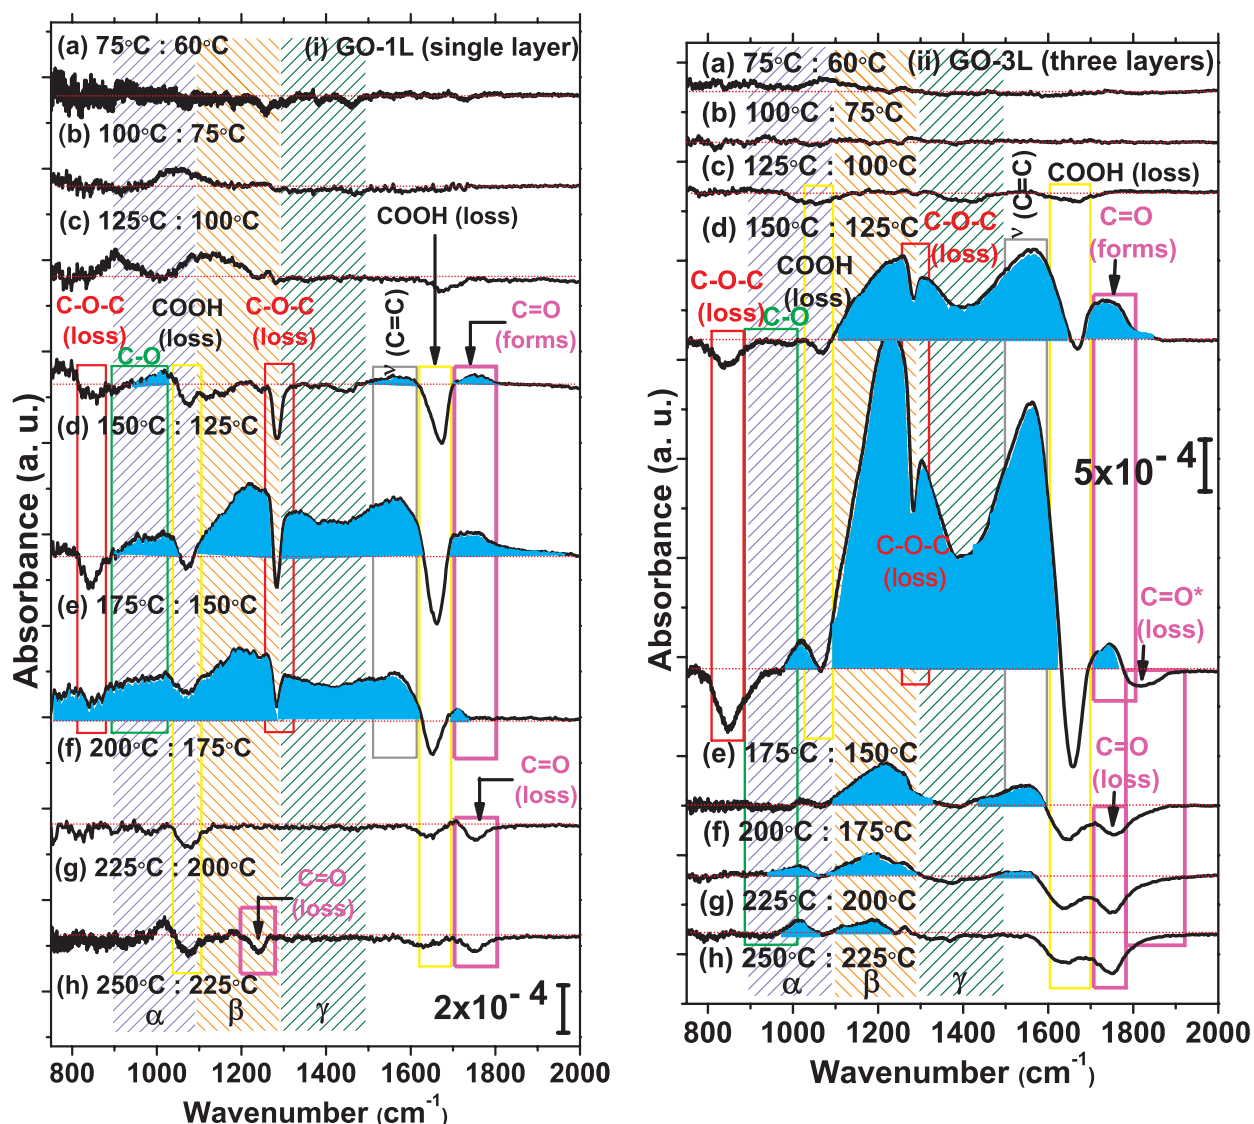 (i) GO-1L (single layer)
(a) 75°C : 60°C
(b) 100°C : 75°C
(c) 125°C : 100°C
COOH (loss)
C-O-C
(loss)
COOH
(loss)
C-O
C-O-C
(loss)
ν (C=C)
C=O
(forms)
(d) 150°C : 125°C
(e) 175°C : 150°C
(f) 200°C : 175°C
C=O
(loss)
(g) 225°C : 200°C
C=O
(loss)
(h) 250°C : 225°C
α
β
γ
2x10⁻⁴
Absorbance (a. u.)
800 1000 1200 1400 1600 1800 2000
Wavenumber (cm⁻¹)
(ii) GO-3L (three layers)
(a) 75°C : 60°C
(b) 100°C : 75°C
(c) 125°C : 100°C
ν (C=C)
COOH (loss)
(d) 150°C : 125°C
C-O-C
(loss)
C=O
(forms)
C-O-C
(loss)
COOH
(loss)
C-O
5x10⁻⁴
C-O-C
(loss)
C=O*
(loss)
(e) 175°C : 150°C
C=O
(loss)
(f) 200°C : 175°C
(g) 225°C : 200°C
(h) 250°C : 225°C
α
β
γ
Absorbance (a. u.)
800 1000 1200 1400 1600 1800 2000
Wavenumber (cm⁻¹)